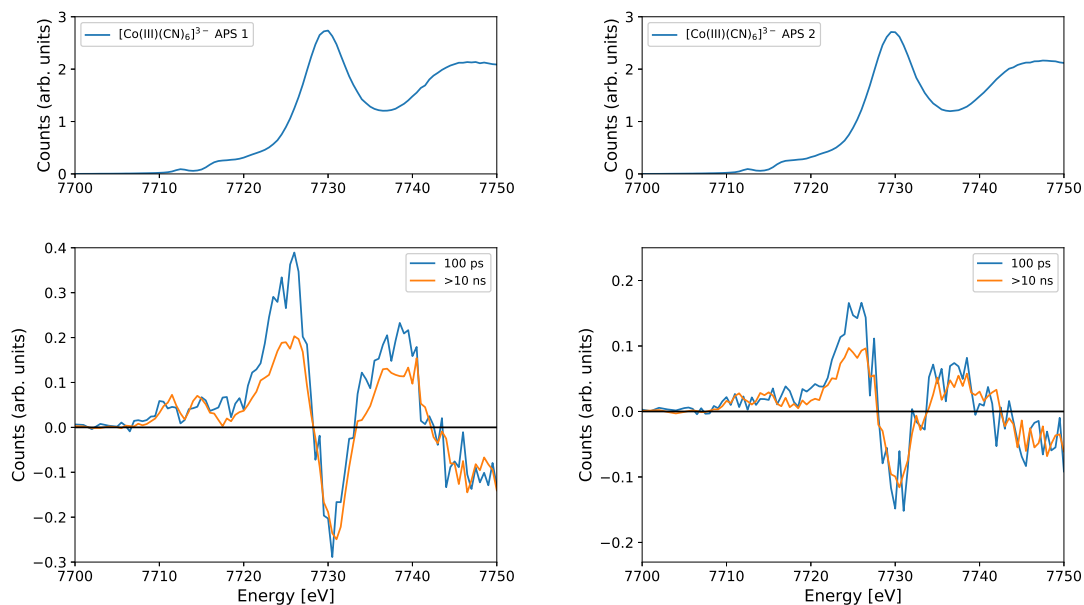 [Co(III)(CN)₆]³⁻ APS 1
Counts (arb. units)
3
2
1
0
7700 7710 7720 7730 7740 7750
[Co(III)(CN)₆]³⁻ APS 2
Counts (arb. units)
3
2
1
0
7700 7710 7720 7730 7740 7750
100 ps
>10 ns
Counts (arb. units)
0.4
0.3
0.2
0.1
0.0
−0.1
−0.2
−0.3
7700 7710 7720 7730 7740 7750
Energy [eV]
100 ps
>10 ns
Counts (arb. units)
0.2
0.1
0.0
−0.1
−0.2
7700 7710 7720 7730 7740 7750
Energy [eV]